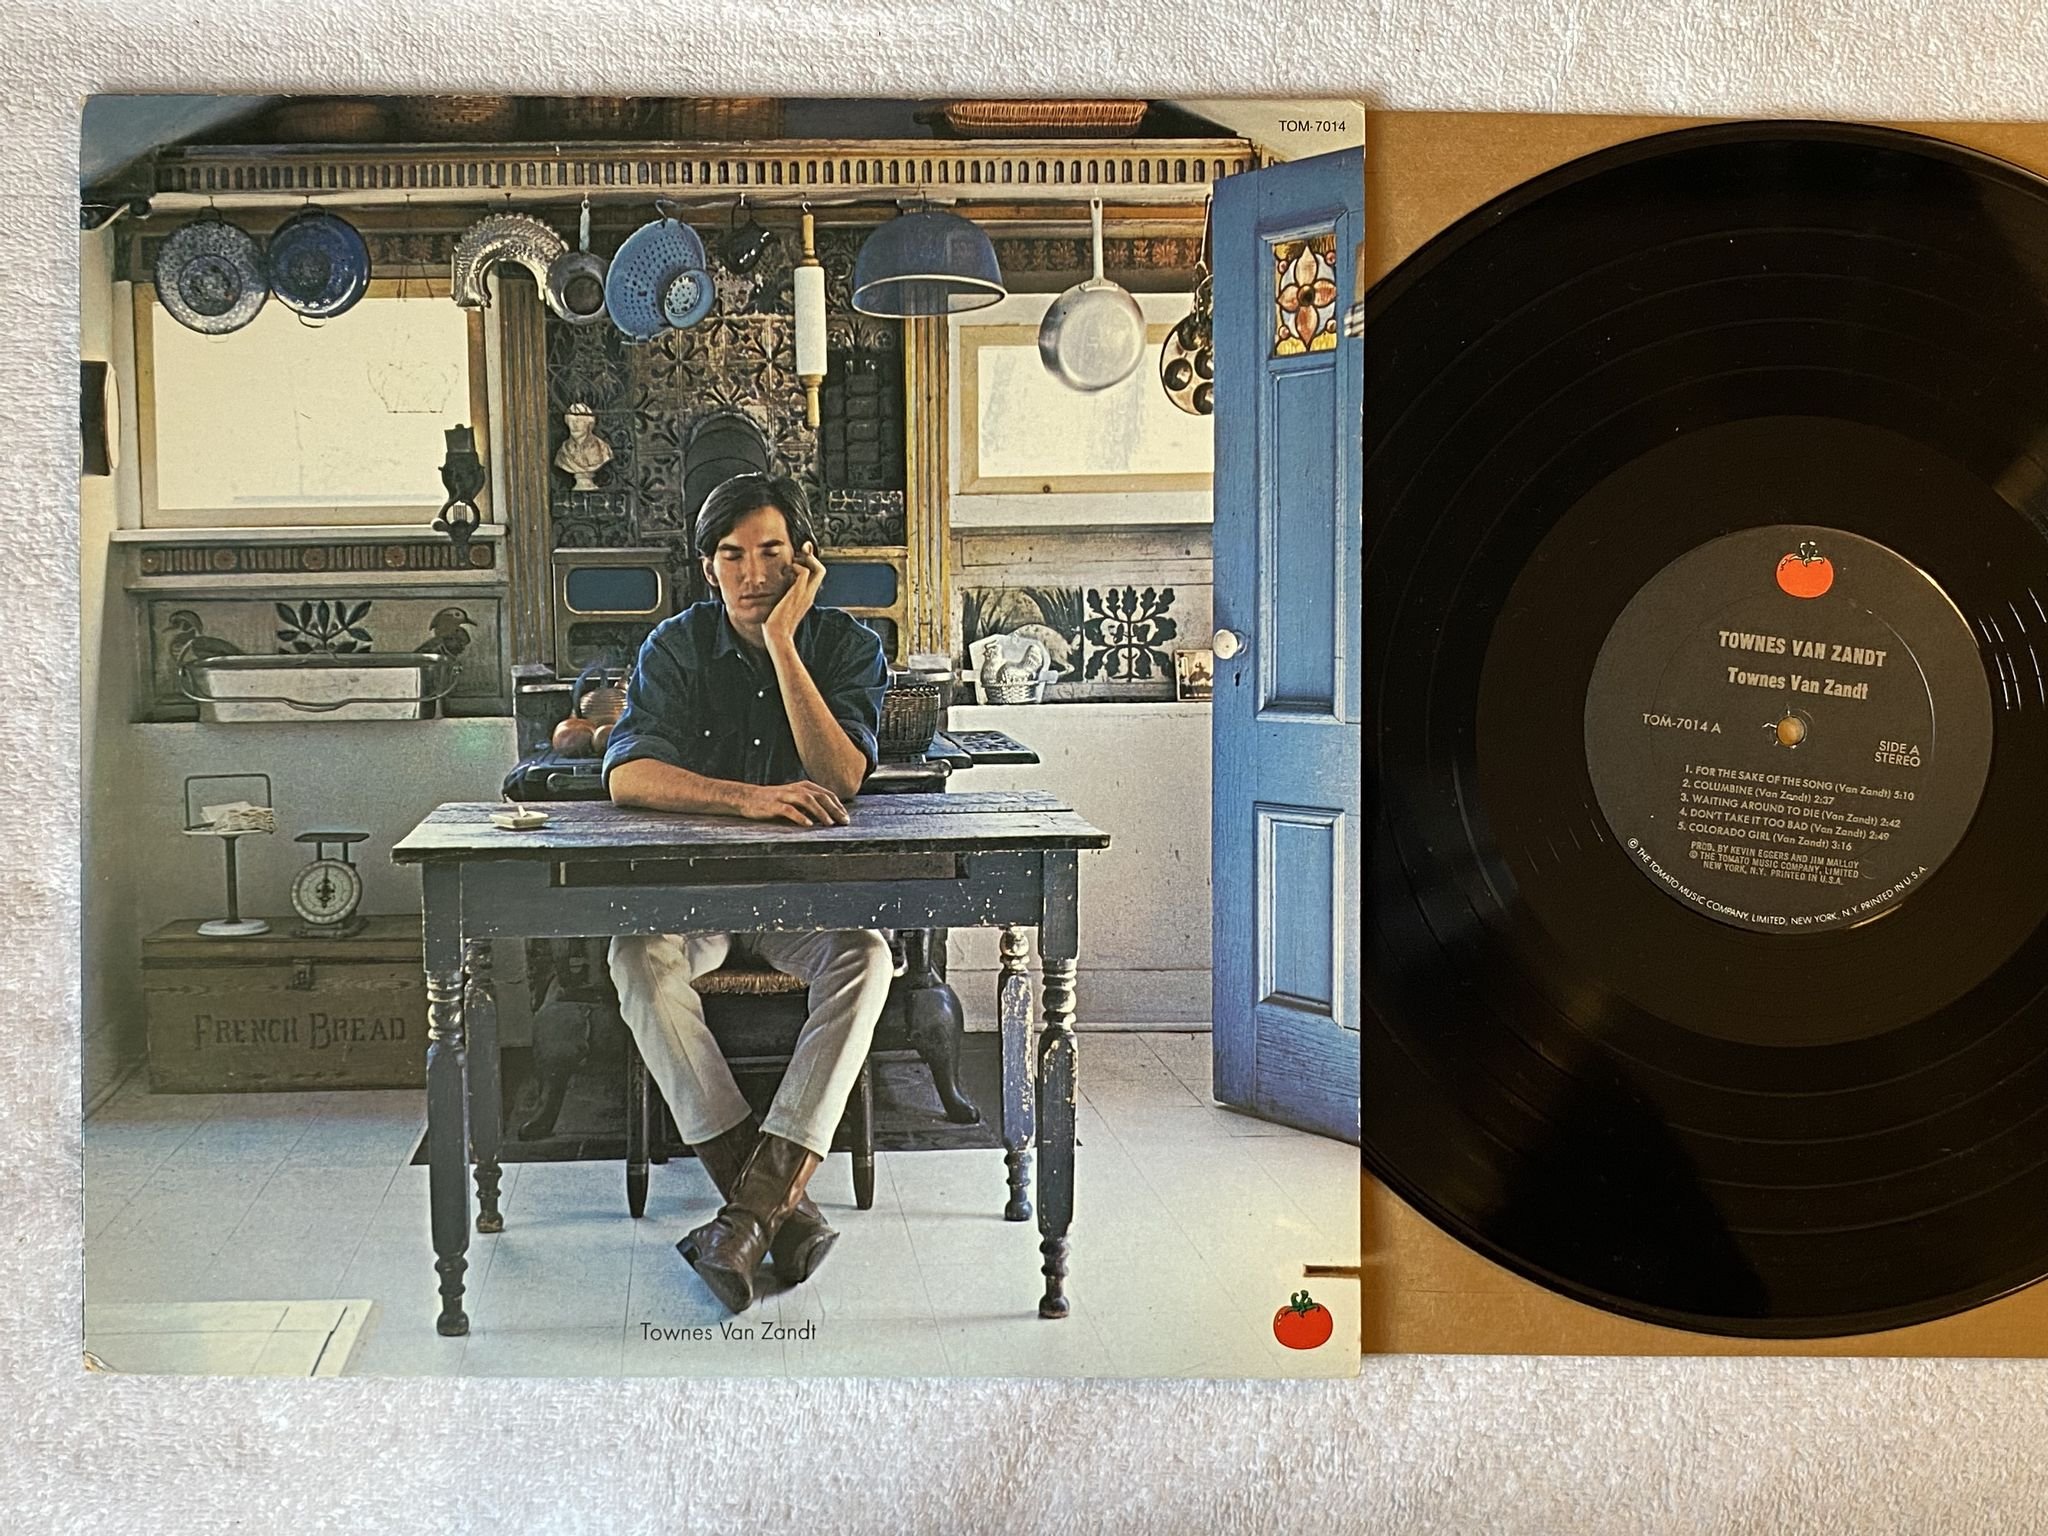 TOM-7014
FRENCH BREAD
Townes Van Zandt
TOWNES VAN ZANDT
Townes Van Zandt
TOM-7014 A
SIDE A
STEREO
1. FOR THE SAKE OF THE SONG (Van Zandt) 5:10
2. COLUMBINE (Van Zandt) 2:37
3. WAITING AROUND TO DIE (Van Zandt) 2:42
4. DON'T TAKE IT TOO BAD (Van Zandt) 2:49
5. COLORADO GIRL (Van Zandt) 3:16
PROD. BY KEVIN EGGERS AND JIM MALLOY
© THE TOMATO MUSIC COMPANY, LIMITED
NEW YORK, N.Y. PRINTED IN U.S.A.
© THE TOMATO MUSIC COMPANY, LIMITED, NEW YORK, N.Y. PRINTED IN U.S.A.